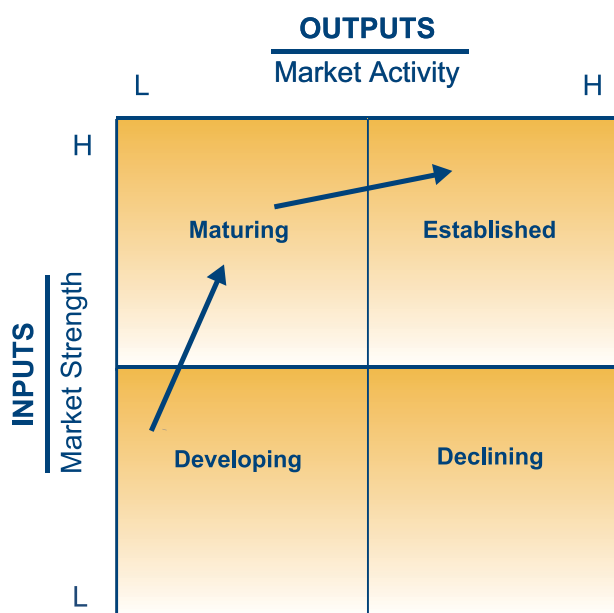 OUTPUTS
Market Activity
L
H
H
Maturing
Established
INPUTS
Market Strength
Developing
Declining
L